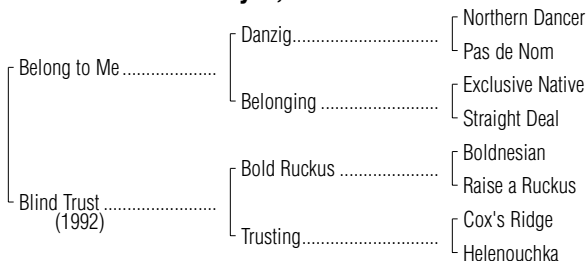 Northern Dancer
Danzig
Pas de Nom
Belong to Me
Exclusive Native
Belonging
Straight Deal
Boldnesian
Bold Ruckus
Raise a Ruckus
Blind Trust
(1992)
Cox's Ridge
Trusting
Helenouchka